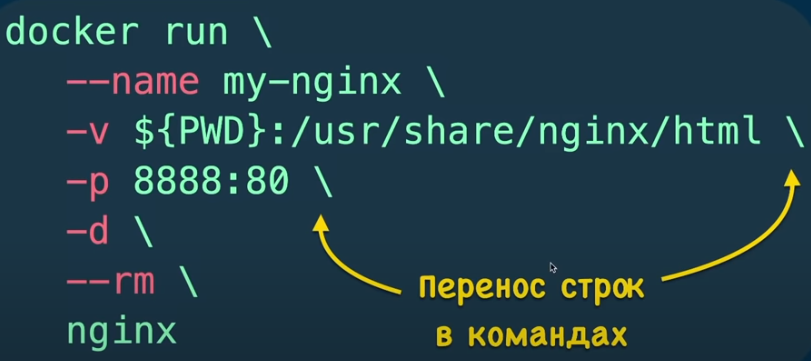 docker run \
--name my-nginx \
-v ${PWD}:/usr/share/nginx/html \
-p 8888:80 \
-d \
--rm \
nginx
Перенос строк
в командах